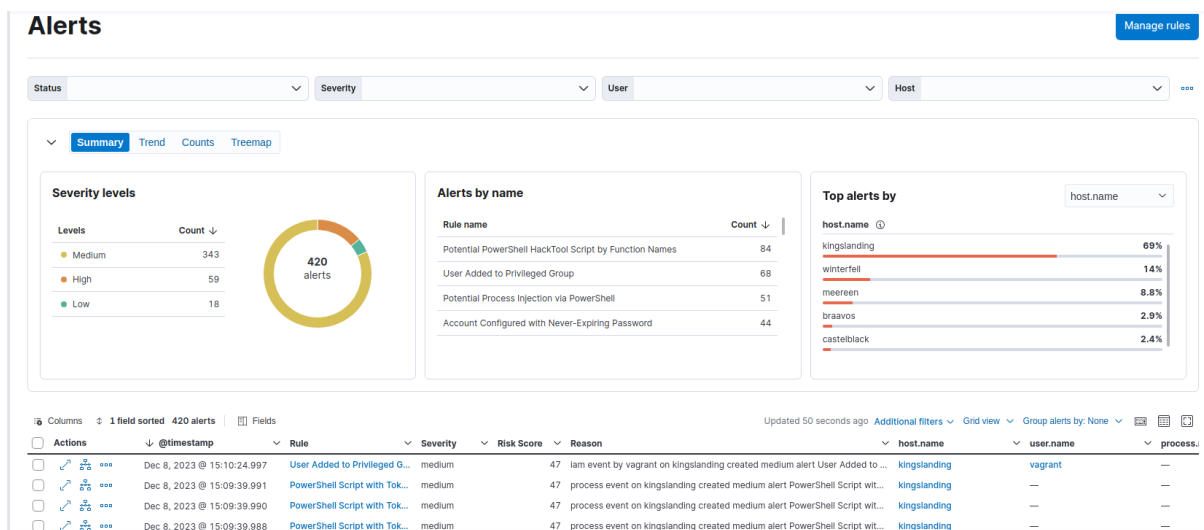 Alerts
Manage rules
Status
Severity
User
Host
Summary Trend Counts Treemap
Severity levels
Levels Count
Medium 343
High 59
Low 18
420
alerts
Alerts by name
Rule name Count
Potential PowerShell HackTool Script by Function Names 84
User Added to Privileged Group 68
Potential Process Injection via PowerShell 51
Account Configured with Never-Expiring Password 44
Top alerts by host.name
host.name
kingslanding 69%
winterfell 14%
meereen 8.8%
braavos 2.9%
castelblack 2.4%
Columns 1 field sorted 420 alerts Fields Updated 50 seconds ago Additional filters Grid view Group alerts by: None
Actions @timestamp Rule Severity Risk Score Reason host.name user.name process.
Dec 8, 2023 @ 15:10:24.997 User Added to Privileged G... medium 47 iam event by vagrant on kingslanding created medium alert User Added to ... kingslanding vagrant —
Dec 8, 2023 @ 15:09:39.991 PowerShell Script with Tok... medium 47 process event on kingslanding created medium alert PowerShell Script wit... kingslanding — —
Dec 8, 2023 @ 15:09:39.990 PowerShell Script with Tok... medium 47 process event on kingslanding created medium alert PowerShell Script wit... kingslanding — —
Dec 8, 2023 @ 15:09:39.988 PowerShell Script with Tok... medium 47 process event on kingslanding created medium alert PowerShell Script wit... kingslanding — —